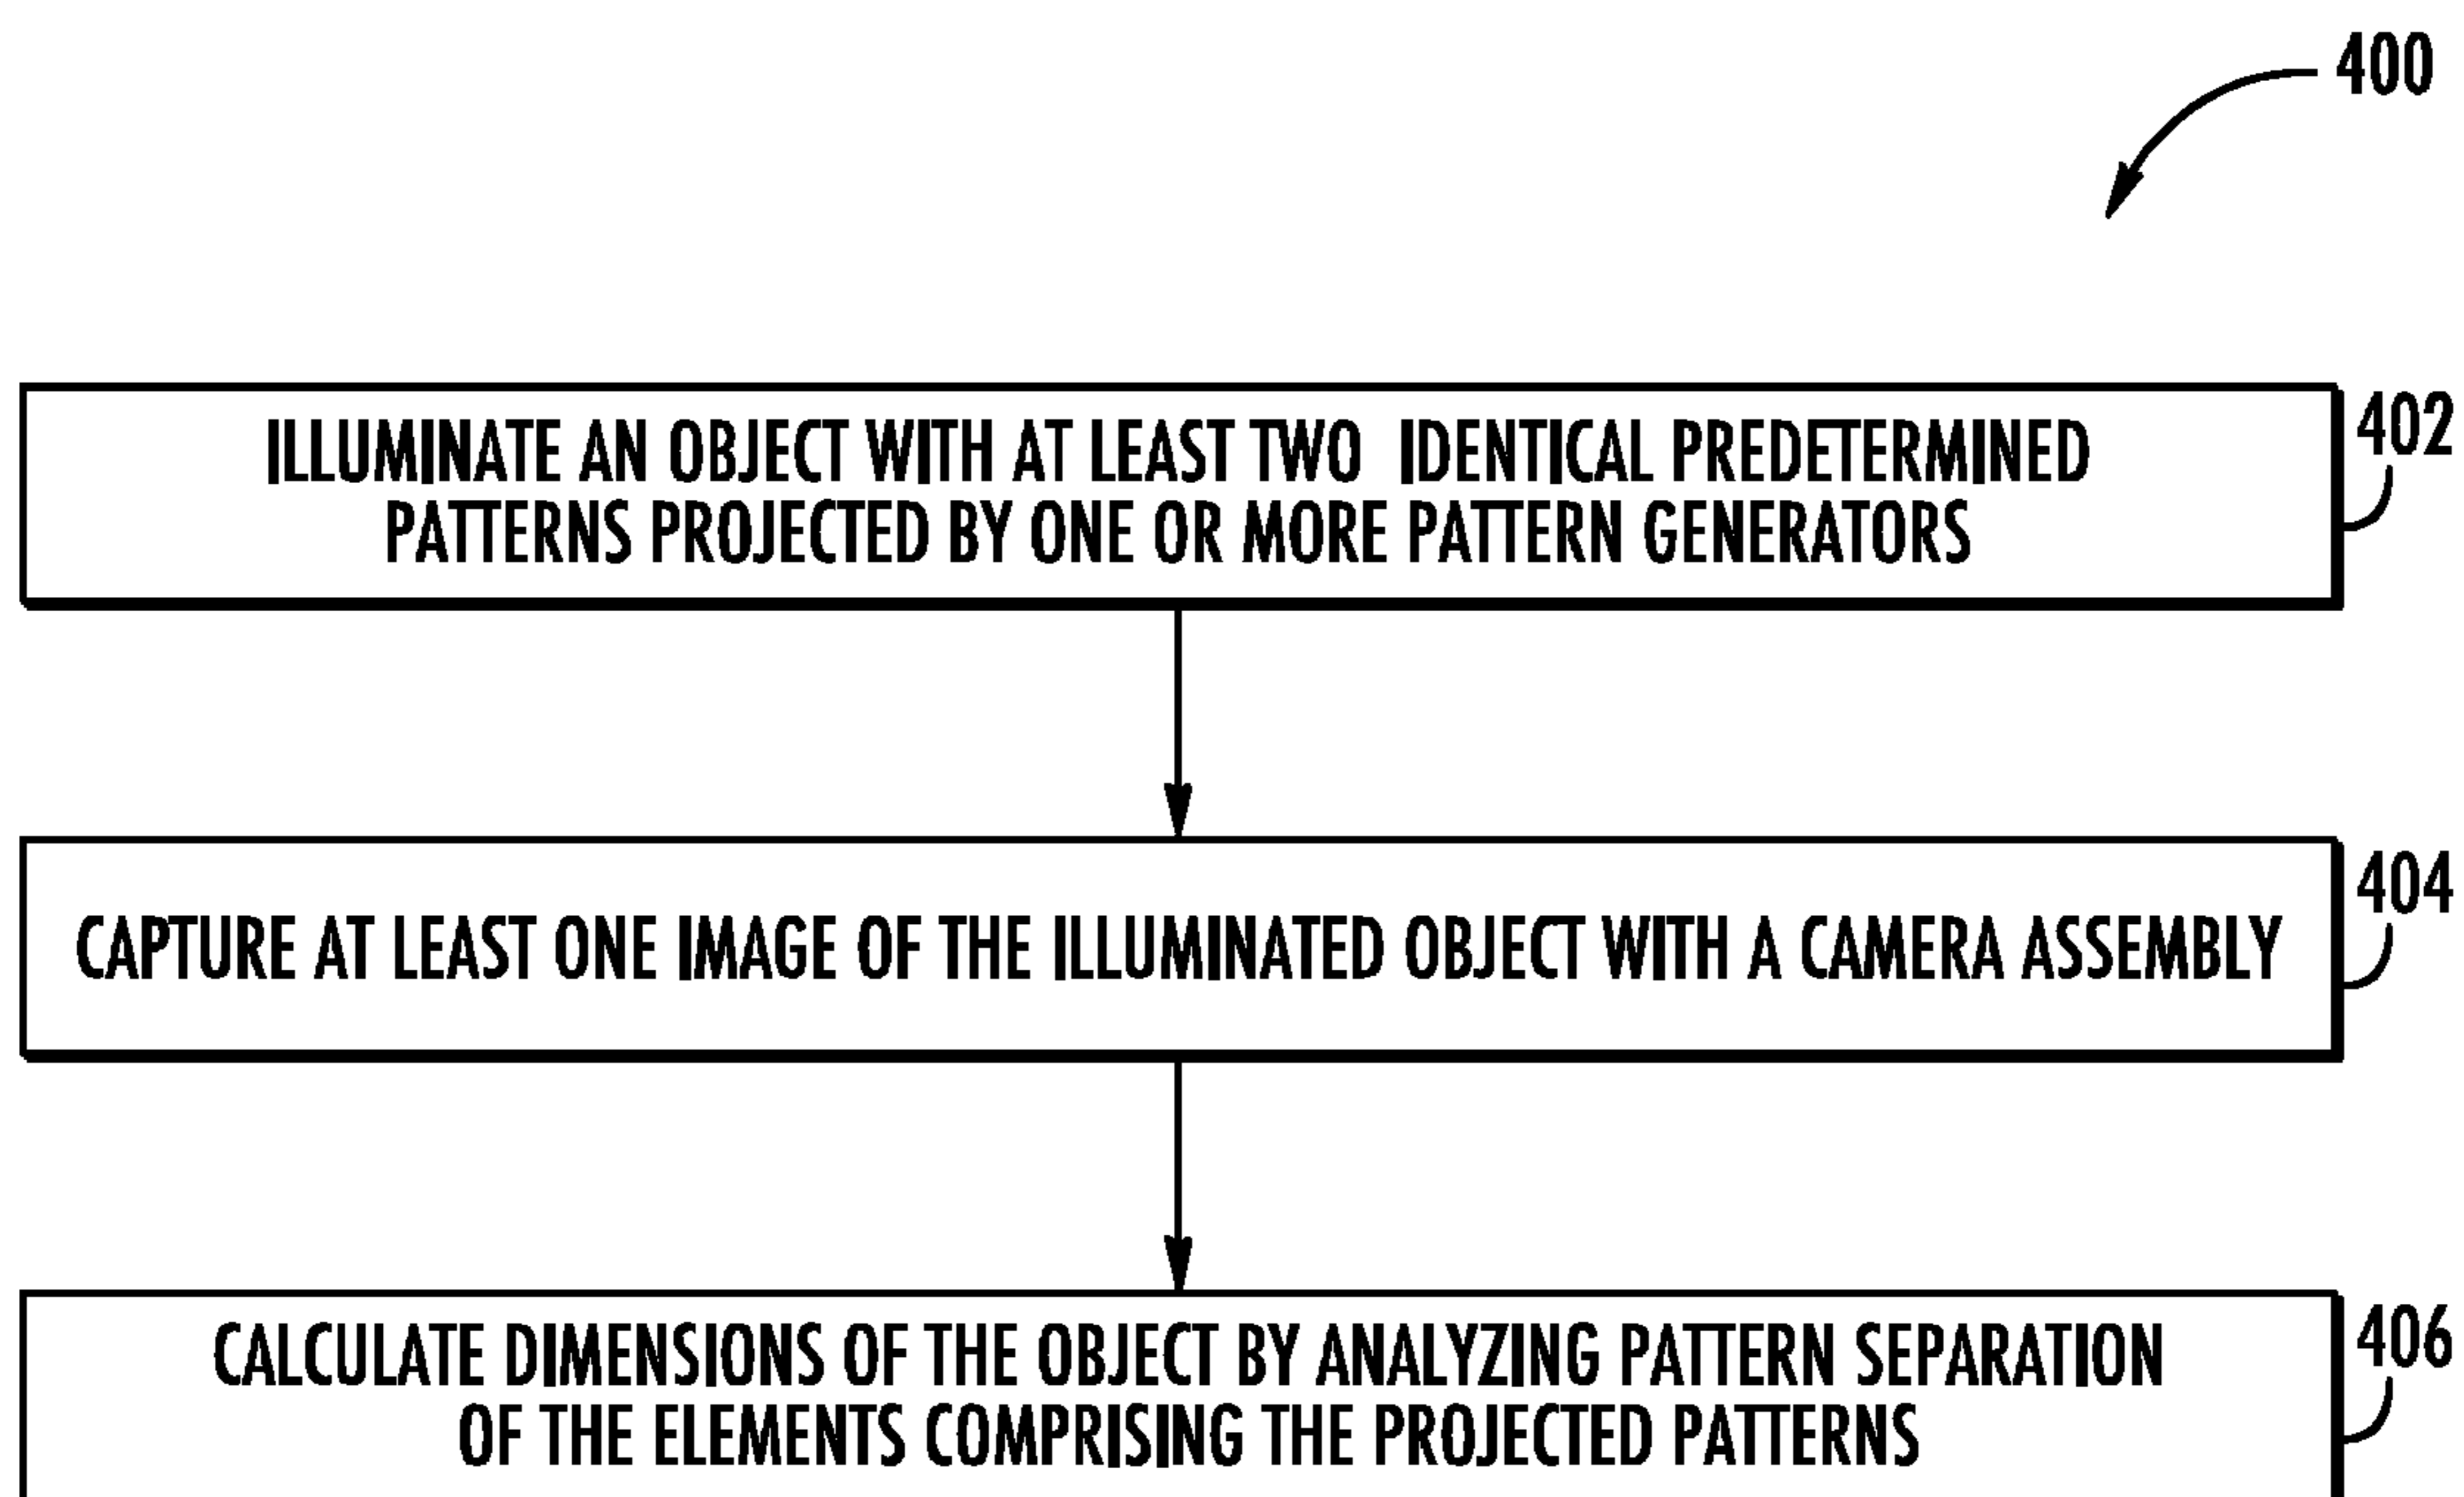 400
ILLUMINATE AN OBJECT WITH AT LEAST TWO IDENTICAL PREDETERMINED
PATTERNS PROJECTED BY ONE OR MORE PATTERN GENERATORS
402
CAPTURE AT LEAST ONE IMAGE OF THE ILLUMINATED OBJECT WITH A CAMERA ASSEMBLY
404
CALCULATE DIMENSIONS OF THE OBJECT BY ANALYZING PATTERN SEPARATION
OF THE ELEMENTS COMPRISING THE PROJECTED PATTERNS
406